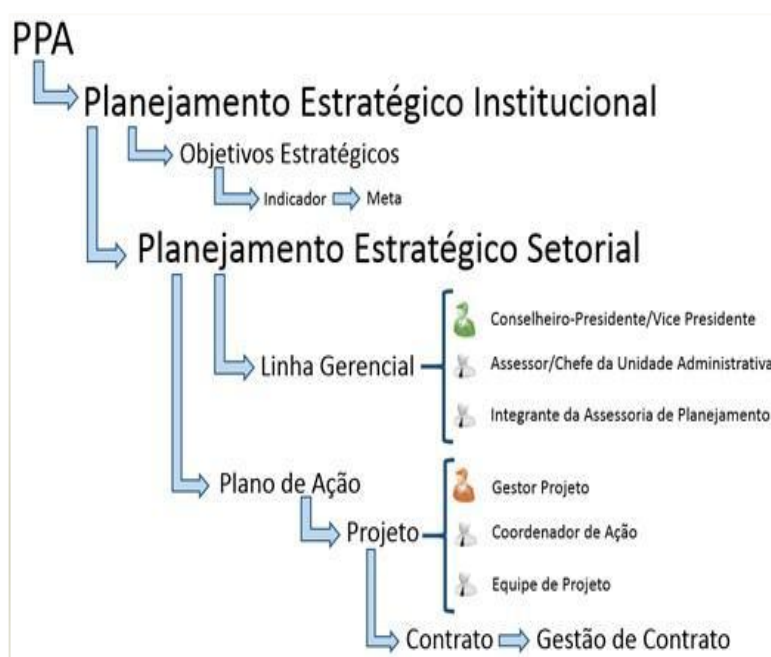 PPA
Planejamento Estratégico Institucional
Objetivos Estratégicos
Indicador Meta
Planejamento Estratégico Setorial
Conselheiro-Presidente/Vice Presidente
Linha Gerencial Assessor/Chefe da Unidade Administrativa
Integrante da Assessoria de Planejamento
Plano de Ação Gestor Projeto
Projeto Coordenador de Ação
Equipe de Projeto
Contrato Gestão de Contrato